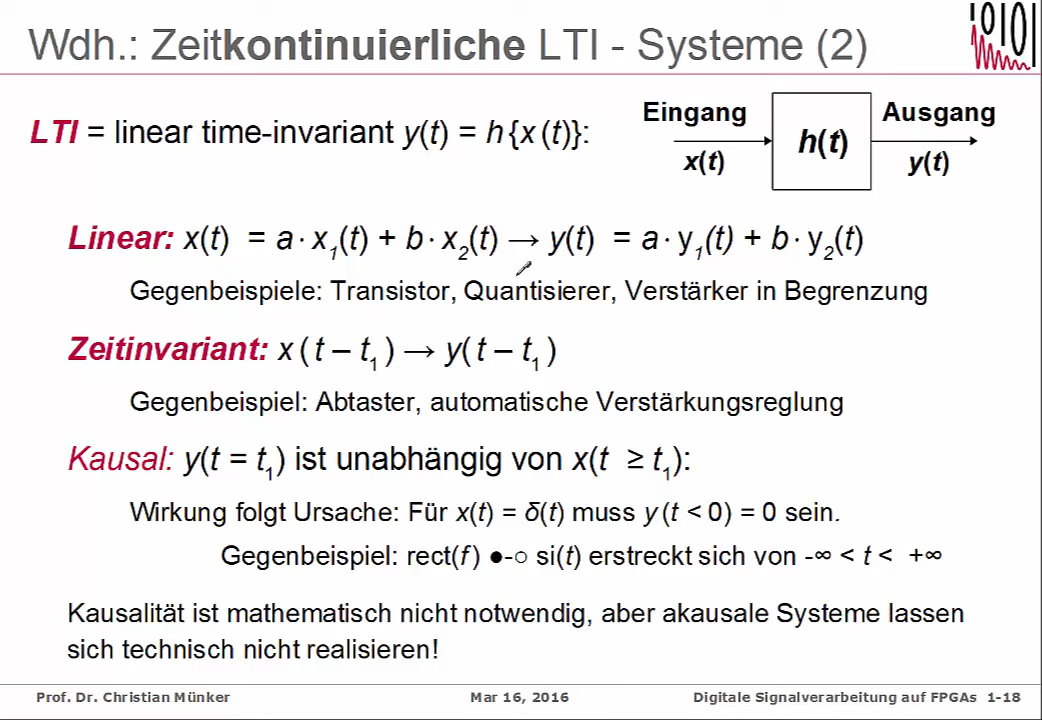 Wdh.: Zeitkontinuierliche LTI - Systeme (2)
LTI = linear time-invariant y(t) = h{x (t)}:
Eingang
x(t)
h(t)
Ausgang
y(t)
Linear: x(t) = a · x₁(t) + b · x₂(t) → y(t) = a · y₁(t) + b · y₂(t)
Gegenbeispiele: Transistor, Quantisierer, Verstärker in Begrenzung
Zeitinvariant: x ( t – t₁ ) → y( t – t₁ )
Gegenbeispiel: Abtaster, automatische Verstärkungsreglung
Kausal: y(t = t₁) ist unabhängig von x(t ≥ t₁):
Wirkung folgt Ursache: Für x(t) = δ(t) muss y (t < 0) = 0 sein.
Gegenbeispiel: rect(f) ●-○ si(t) erstreckt sich von -∞ < t < +∞
Kausalität ist mathematisch nicht notwendig, aber akausale Systeme lassen
sich technisch nicht realisieren!
Prof. Dr. Christian Münker
Mar 16, 2016
Digitale Signalverarbeitung auf FPGAs 1-18